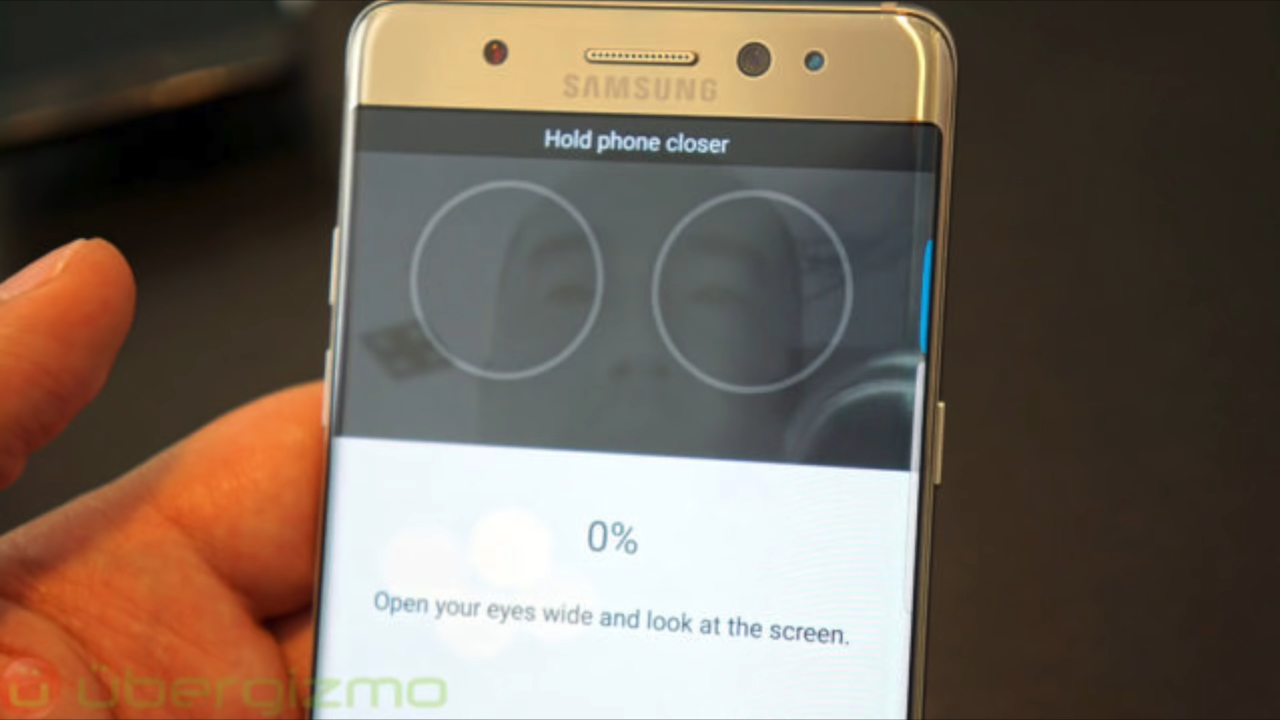 SAMSUNG
Hold phone closer
0%
Open your eyes wide and look at the screen.
ü übergizmo